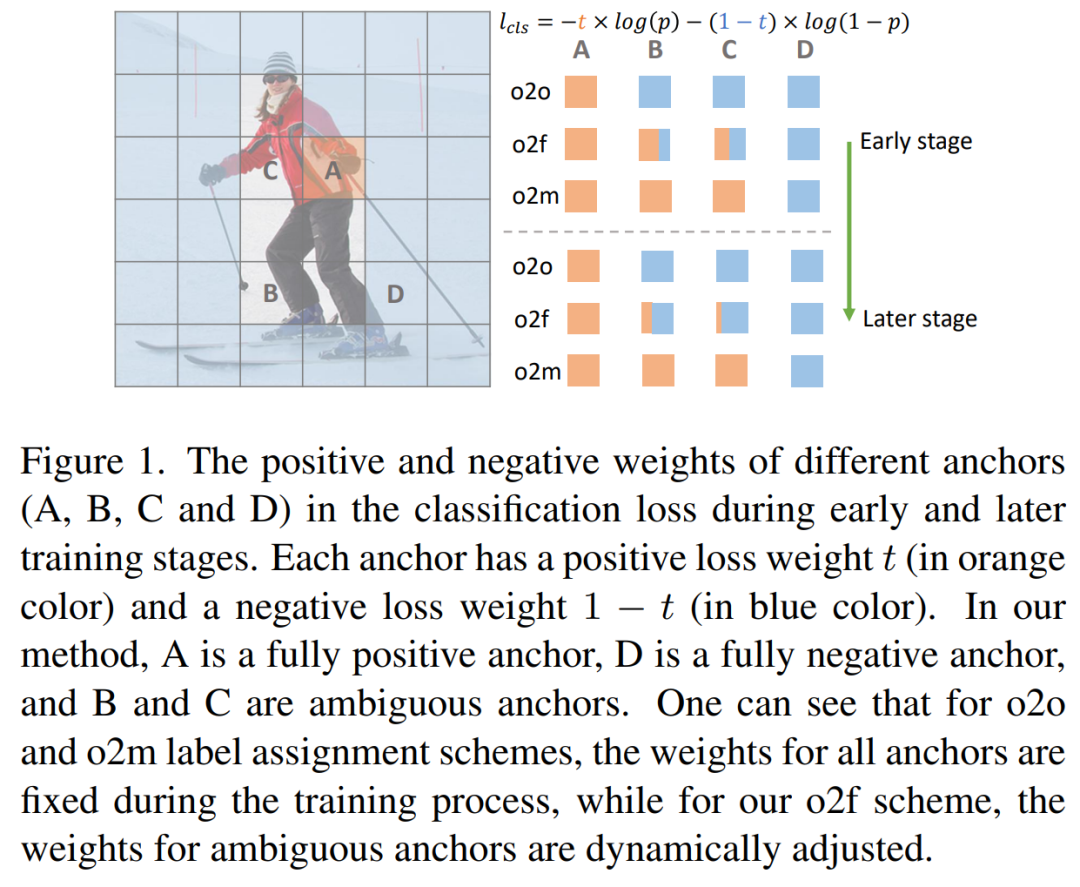 l_cls = −t × log(p) − (1 − t) × log(1 − p)
A B C D
o2o
o2f
Early stage
o2m
o2o
o2f
Later stage
o2m
C A
B D
Figure 1. The positive and negative weights of different anchors
(A, B, C and D) in the classification loss during early and later
training stages. Each anchor has a positive loss weight t (in orange
color) and a negative loss weight 1 − t (in blue color). In our
method, A is a fully positive anchor, D is a fully negative anchor,
and B and C are ambiguous anchors. One can see that for o2o
and o2m label assignment schemes, the weights for all anchors are
fixed during the training process, while for our o2f scheme, the
weights for ambiguous anchors are dynamically adjusted.